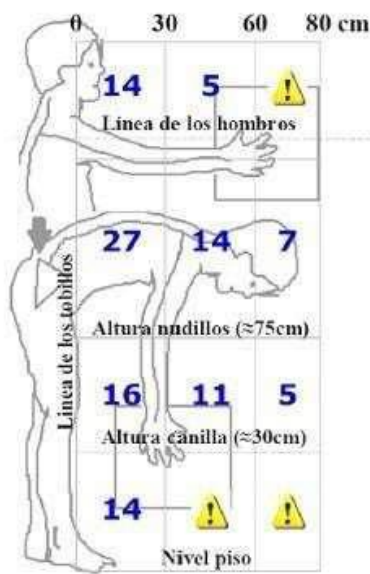 0 30 60 80 cm
14 5 !
Línea de los hombros
27 14 7
Línea de los tobillos
Altura nudillos (≈75cm)
16 11 5
Altura canilla (≈30cm)
14 ! !
Nivel piso